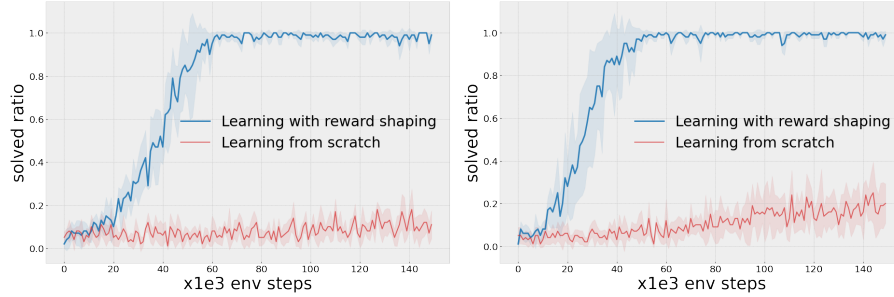 solved ratio
1.0
0.8
0.6
0.4
0.2
0.0
Learning with reward shaping
Learning from scratch
0 20 40 60 80 100 120 140
x1e3 env steps
solved ratio
1.0
0.8
0.6
0.4
0.2
0.0
Learning with reward shaping
Learning from scratch
0 20 40 60 80 100 120 140
x1e3 env steps